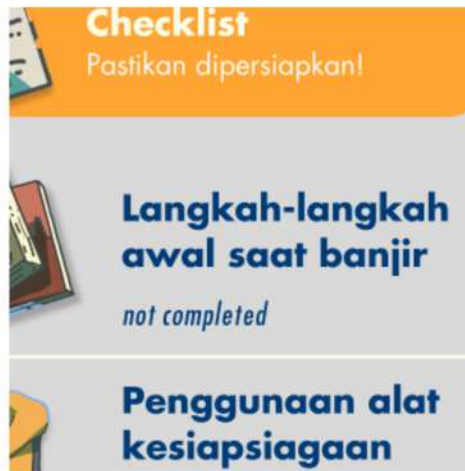 Checklist
Pastikan dipersiapkan!
Langkah-langkah
awal saat banjir
not completed
Penggunaan alat
kesiapsiagaan